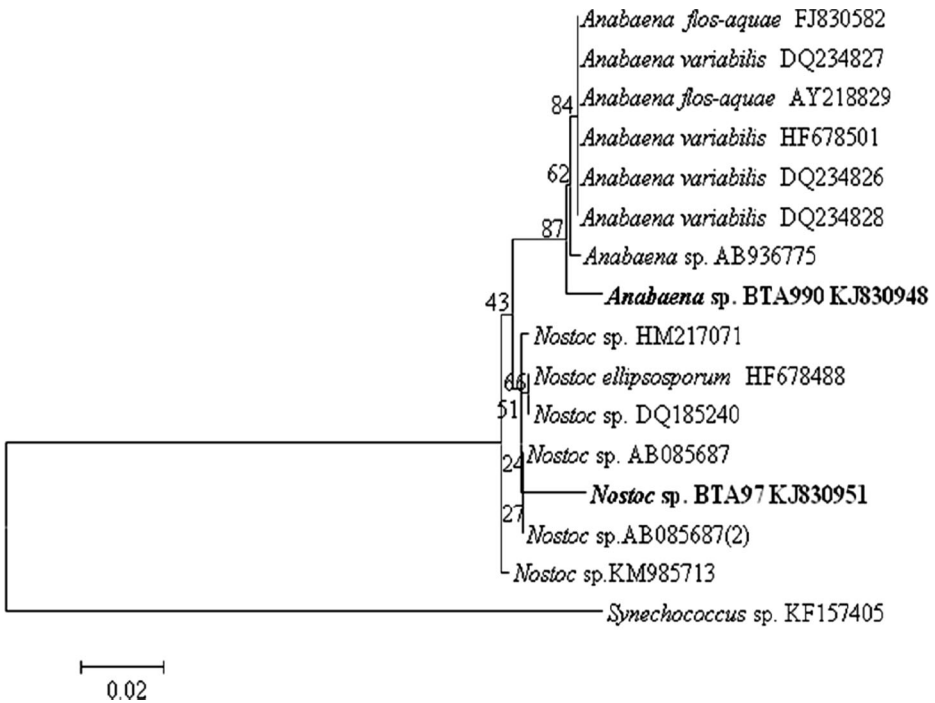 Anabaena flos-aquae FJ830582
Anabaena variabilis DQ234827
84 Anabaena flos-aquae AY218829
Anabaena variabilis HF678501
62 Anabaena variabilis DQ234826
Anabaena variabilis DQ234828
87
Anabaena sp. AB936775
Anabaena sp. BTA990 KJ830948
43
Nostoc sp. HM217071
66 Nostoc ellipsosporum HF678488
51 Nostoc sp. DQ185240
24 Nostoc sp. AB085687
Nostoc sp. BTA97 KJ830951
27
Nostoc sp.AB085687(2)
Nostoc sp.KM985713
Synechococcus sp. KF157405
0.02